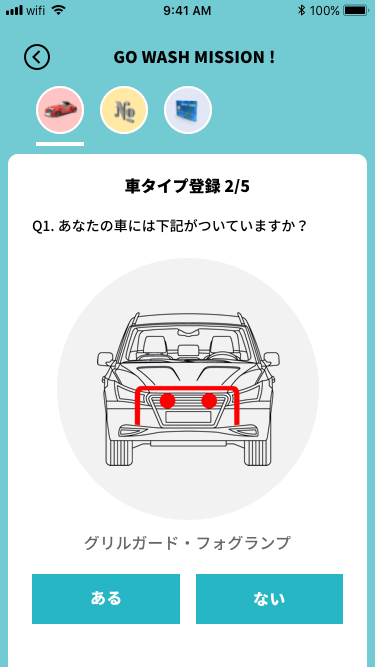 wifi 9:41 AM 100%
GO WASH MISSION !
№
車タイプ登録 2/5
Q1. あなたの車には下記がついていますか？
グリルガード・フォグランプ
ある ない